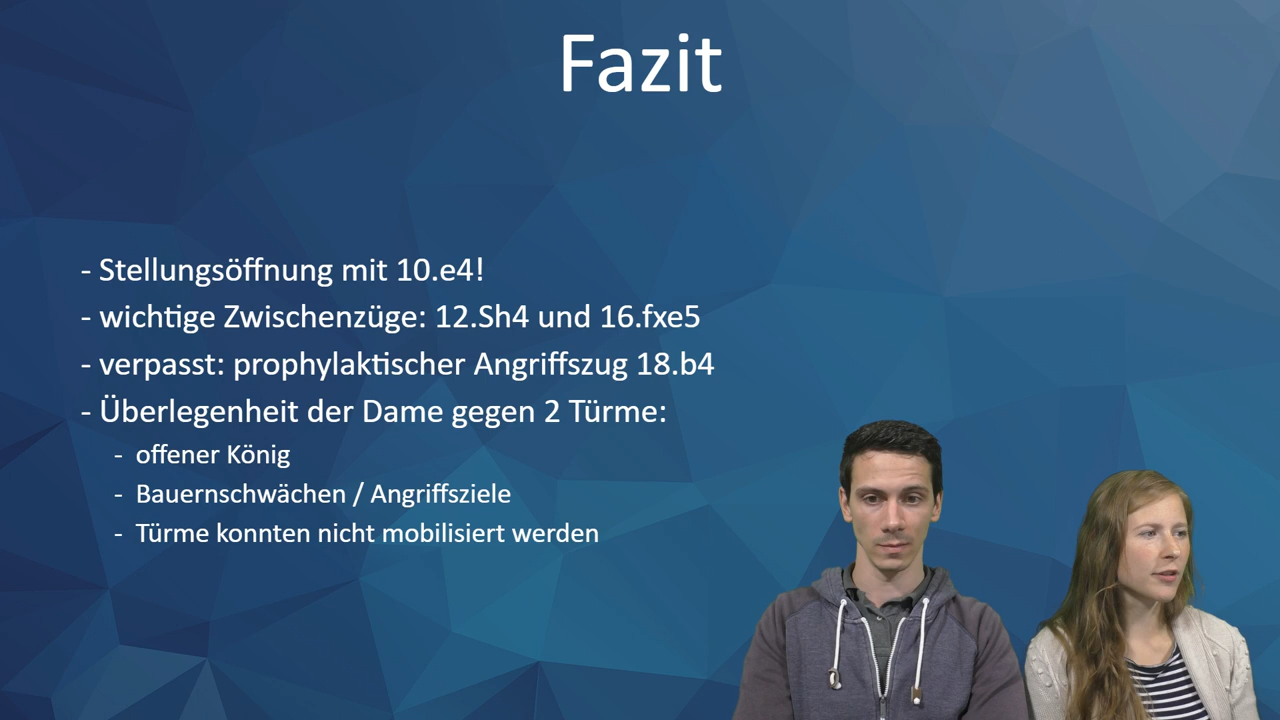 Fazit
- Stellungsöffnung mit 10.e4!
- wichtige Zwischenzüge: 12.Sh4 und 16.fxe5
- verpasst: prophylaktischer Angriffszug 18.b4
- Überlegenheit der Dame gegen 2 Türme:
- offener König
- Bauernschwächen / Angriffsziele
- Türme konnten nicht mobilisiert werden